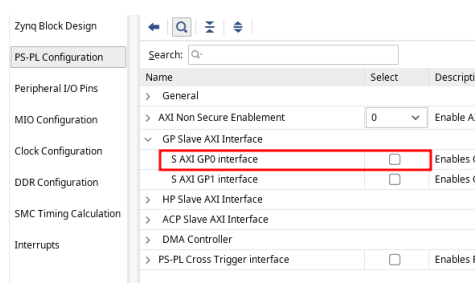 Zynq Block Design
PS-PL Configuration
Peripheral I/O Pins
MIO Configuration
Clock Configuration
DDR Configuration
SMC Timing Calculation
Interrupts
Search:
Name Select Descripti
General
AXI Non Secure Enablement 0 Enable A
GP Slave AXI Interface
S AXI GP0 interface Enables
S AXI GP1 interface Enables
HP Slave AXI Interface
ACP Slave AXI Interface
DMA Controller
PS-PL Cross Trigger interface Enables